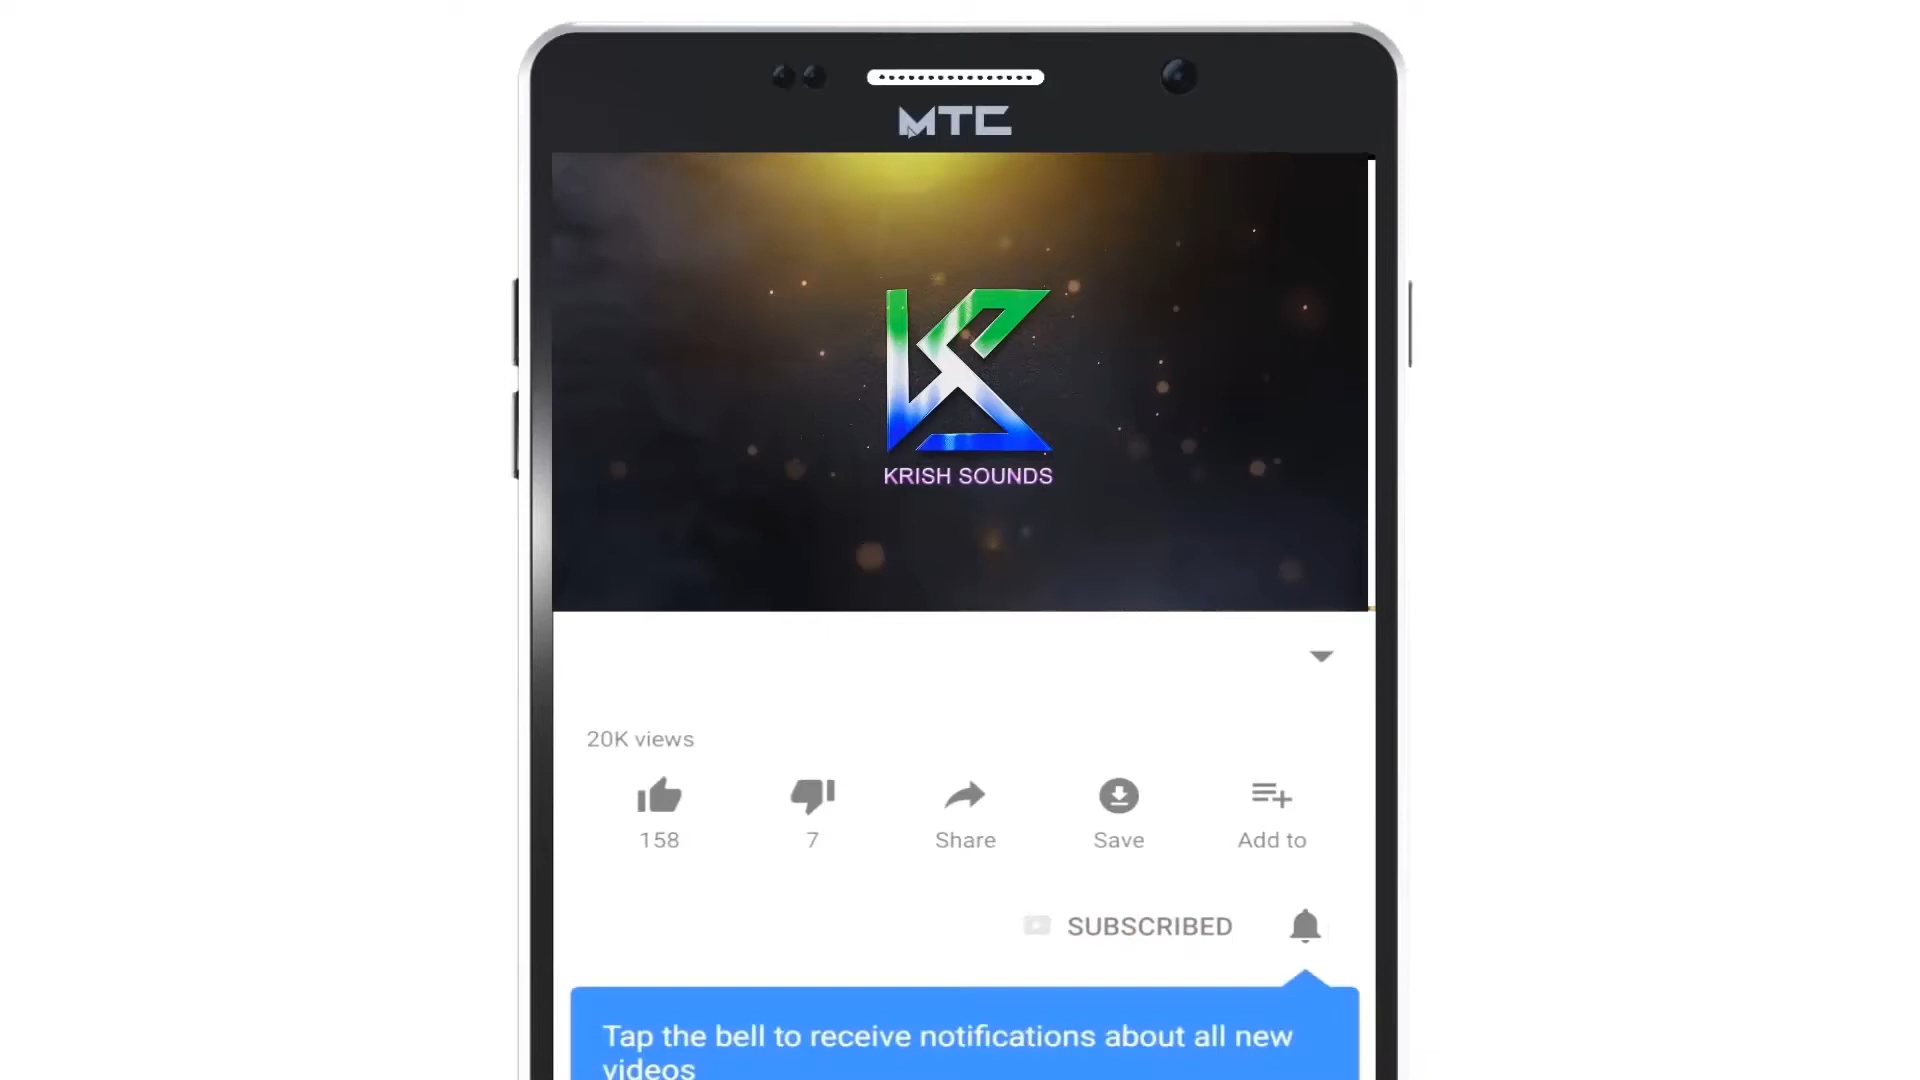 MTC
KRISH SOUNDS
20K views
158
7
Share
Save
Add to
SUBSCRIBED
Tap the bell to receive notifications about all new
videos